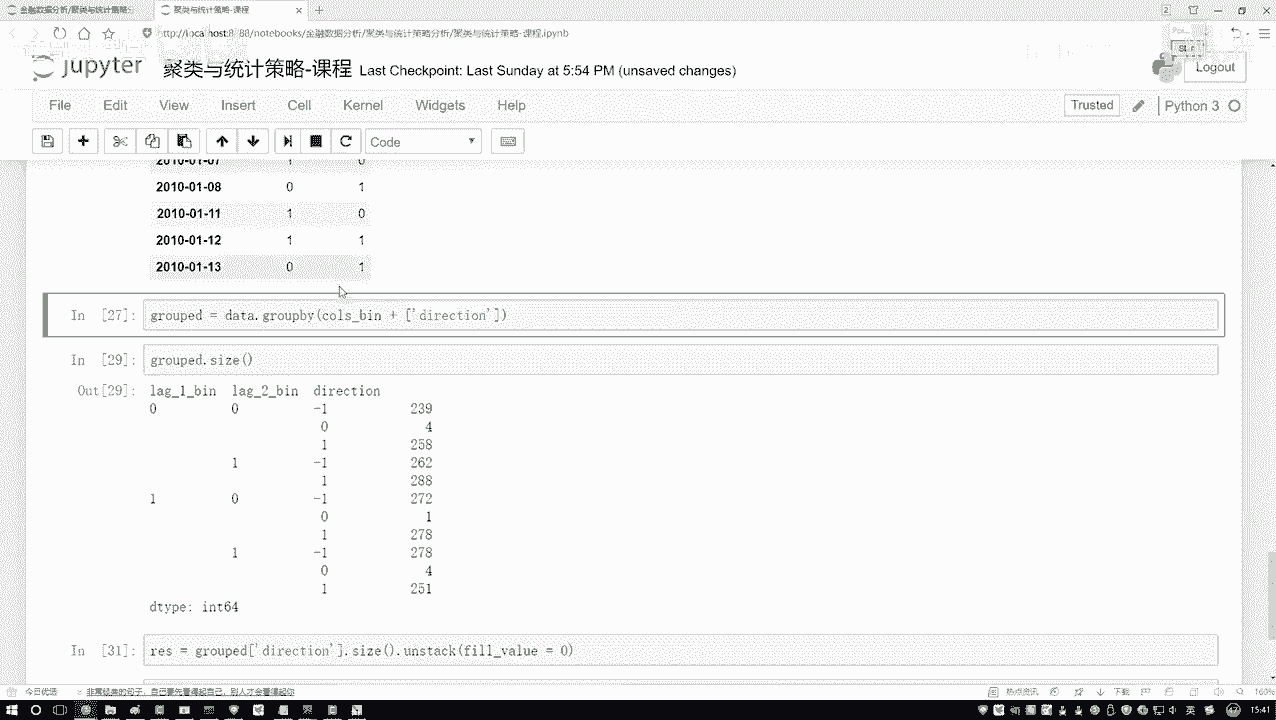 金融数据分析/聚类与统计策略分
聚类与统计策略-课程
http://localhost:8888/notebooks/金融数据分析/聚类与统计策略分析/聚类与统计策略-课程.ipynb
jupyter 聚类与统计策略-课程 Last Checkpoint: Last Sunday at 5:54 PM (unsaved changes)
Logout
File Edit View Insert Cell Kernel Widgets Help
Trusted Python 3
Code
2010-01-07 1 0
2010-01-08 0 1
2010-01-11 1 0
2010-01-12 1 1
2010-01-13 0 1
In [27]: grouped = data.groupby(cols_bin + ['direction'])
In [29]: grouped.size()
Out[29]: lag_1_bin lag_2_bin direction
0 0 -1 239
0 4
1 258
1 -1 262
1 288
1 0 -1 272
0 1
1 278
1 -1 278
0 4
1 251
dtype: int64
In [31]: res = grouped['direction'].size().unstack(fill_value = 0)
今日优选 非常经典的句子，自己要先看得起自己，别人才会看得起你
热点资讯 下载 160%
英 15:41